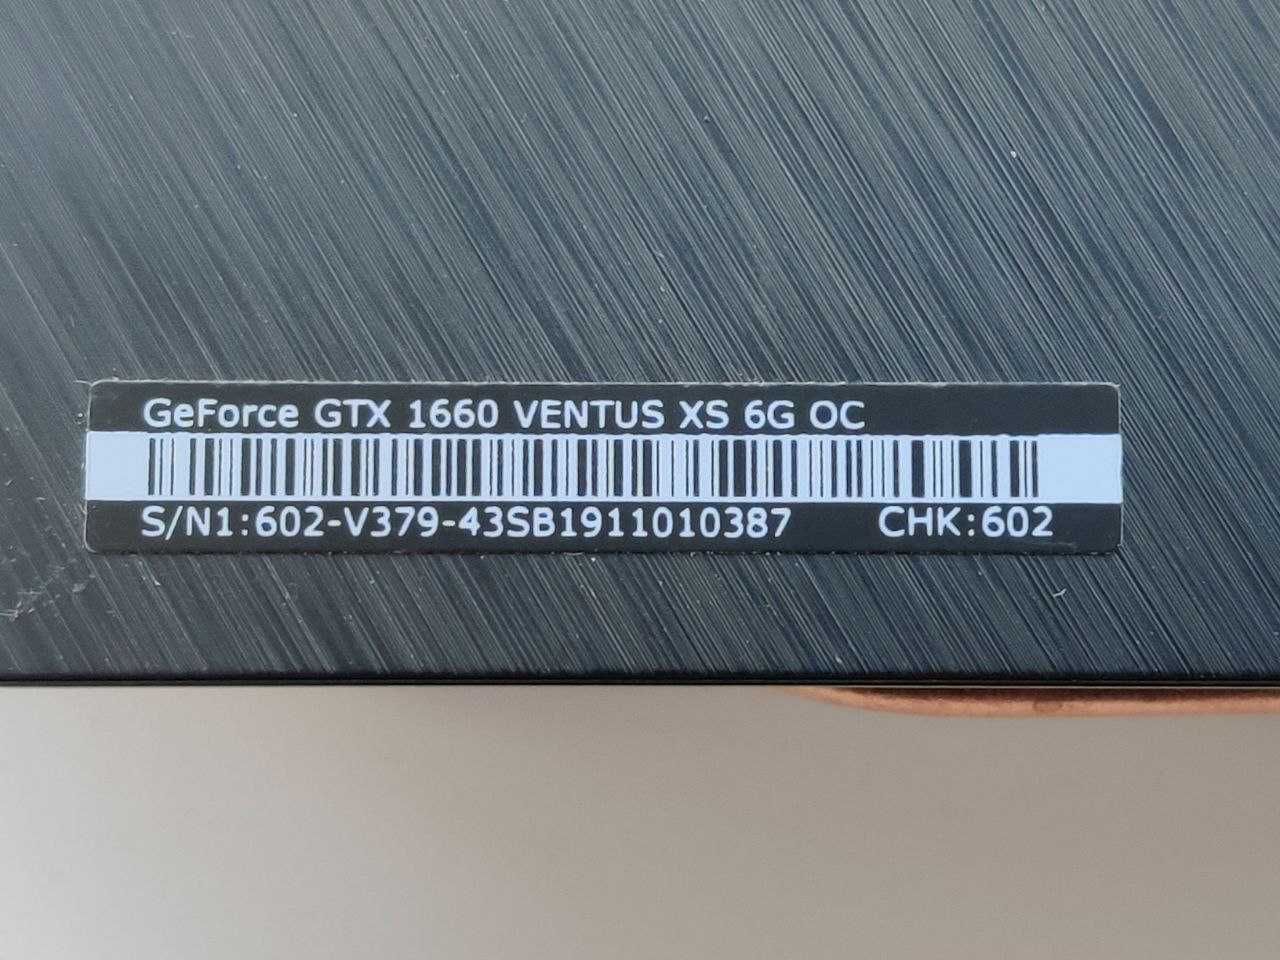 GeForce GTX 1660 VENTUS XS 6G OC
S/N1:602-V379-43SB1911010387 CHK:602